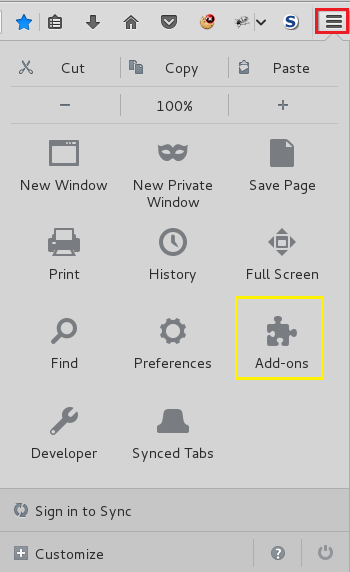 Cut Copy Paste
− 100% +
New Window New Private Window Save Page
Print History Full Screen
Find Preferences Add-ons
Developer Synced Tabs
Sign in to Sync
Customize ?